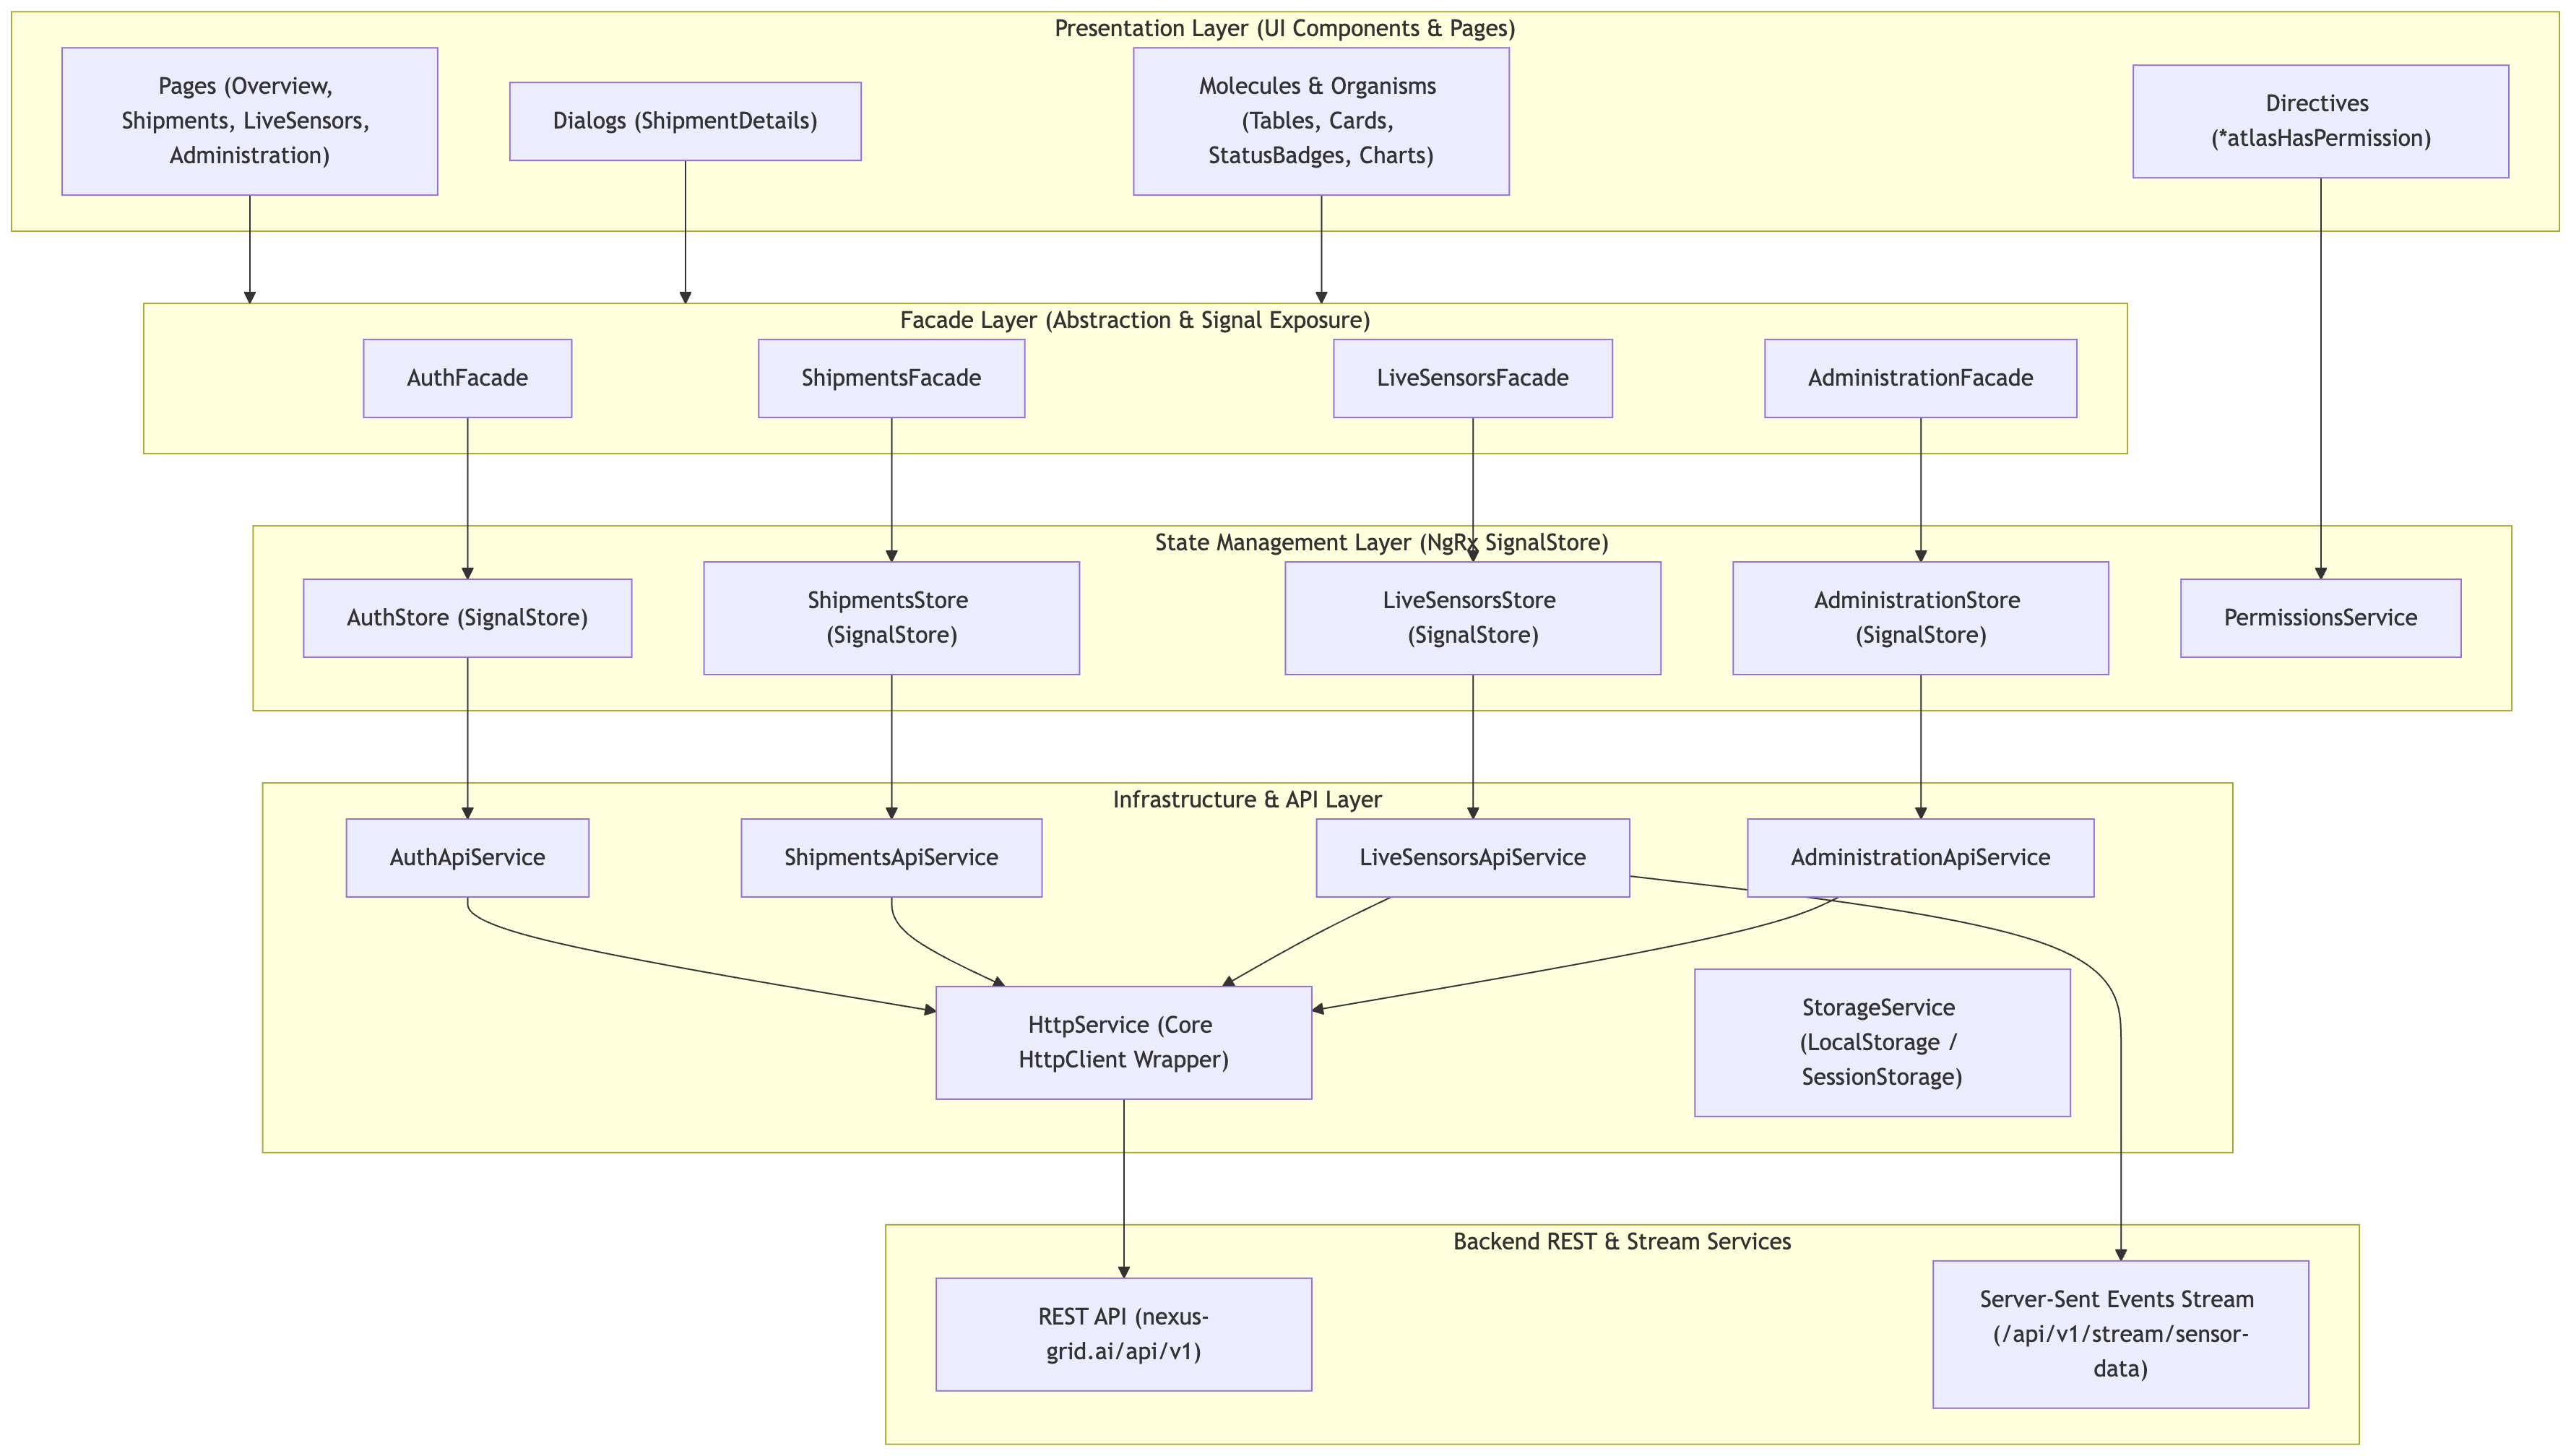 Presentation Layer (UI Components & Pages)
Pages (Overview,
Shipments, LiveSensors,
Administration)
Dialogs (ShipmentDetails)
Molecules & Organisms
(Tables, Cards,
StatusBadges, Charts)
Directives
(*atlasHasPermission)
Facade Layer (Abstraction & Signal Exposure)
AuthFacade
ShipmentsFacade
LiveSensorsFacade
AdministrationFacade
State Management Layer (NgRx SignalStore)
AuthStore (SignalStore)
ShipmentsStore
(SignalStore)
LiveSensorsStore
(SignalStore)
AdministrationStore
(SignalStore)
PermissionsService
Infrastructure & API Layer
AuthApiService
ShipmentsApiService
LiveSensorsApiService
AdministrationApiService
HttpService (Core
HttpClient Wrapper)
StorageService
(LocalStorage /
SessionStorage)
Backend REST & Stream Services
REST API (nexus-
grid.ai/api/v1)
Server-Sent Events Stream
(/api/v1/stream/sensor-
data)